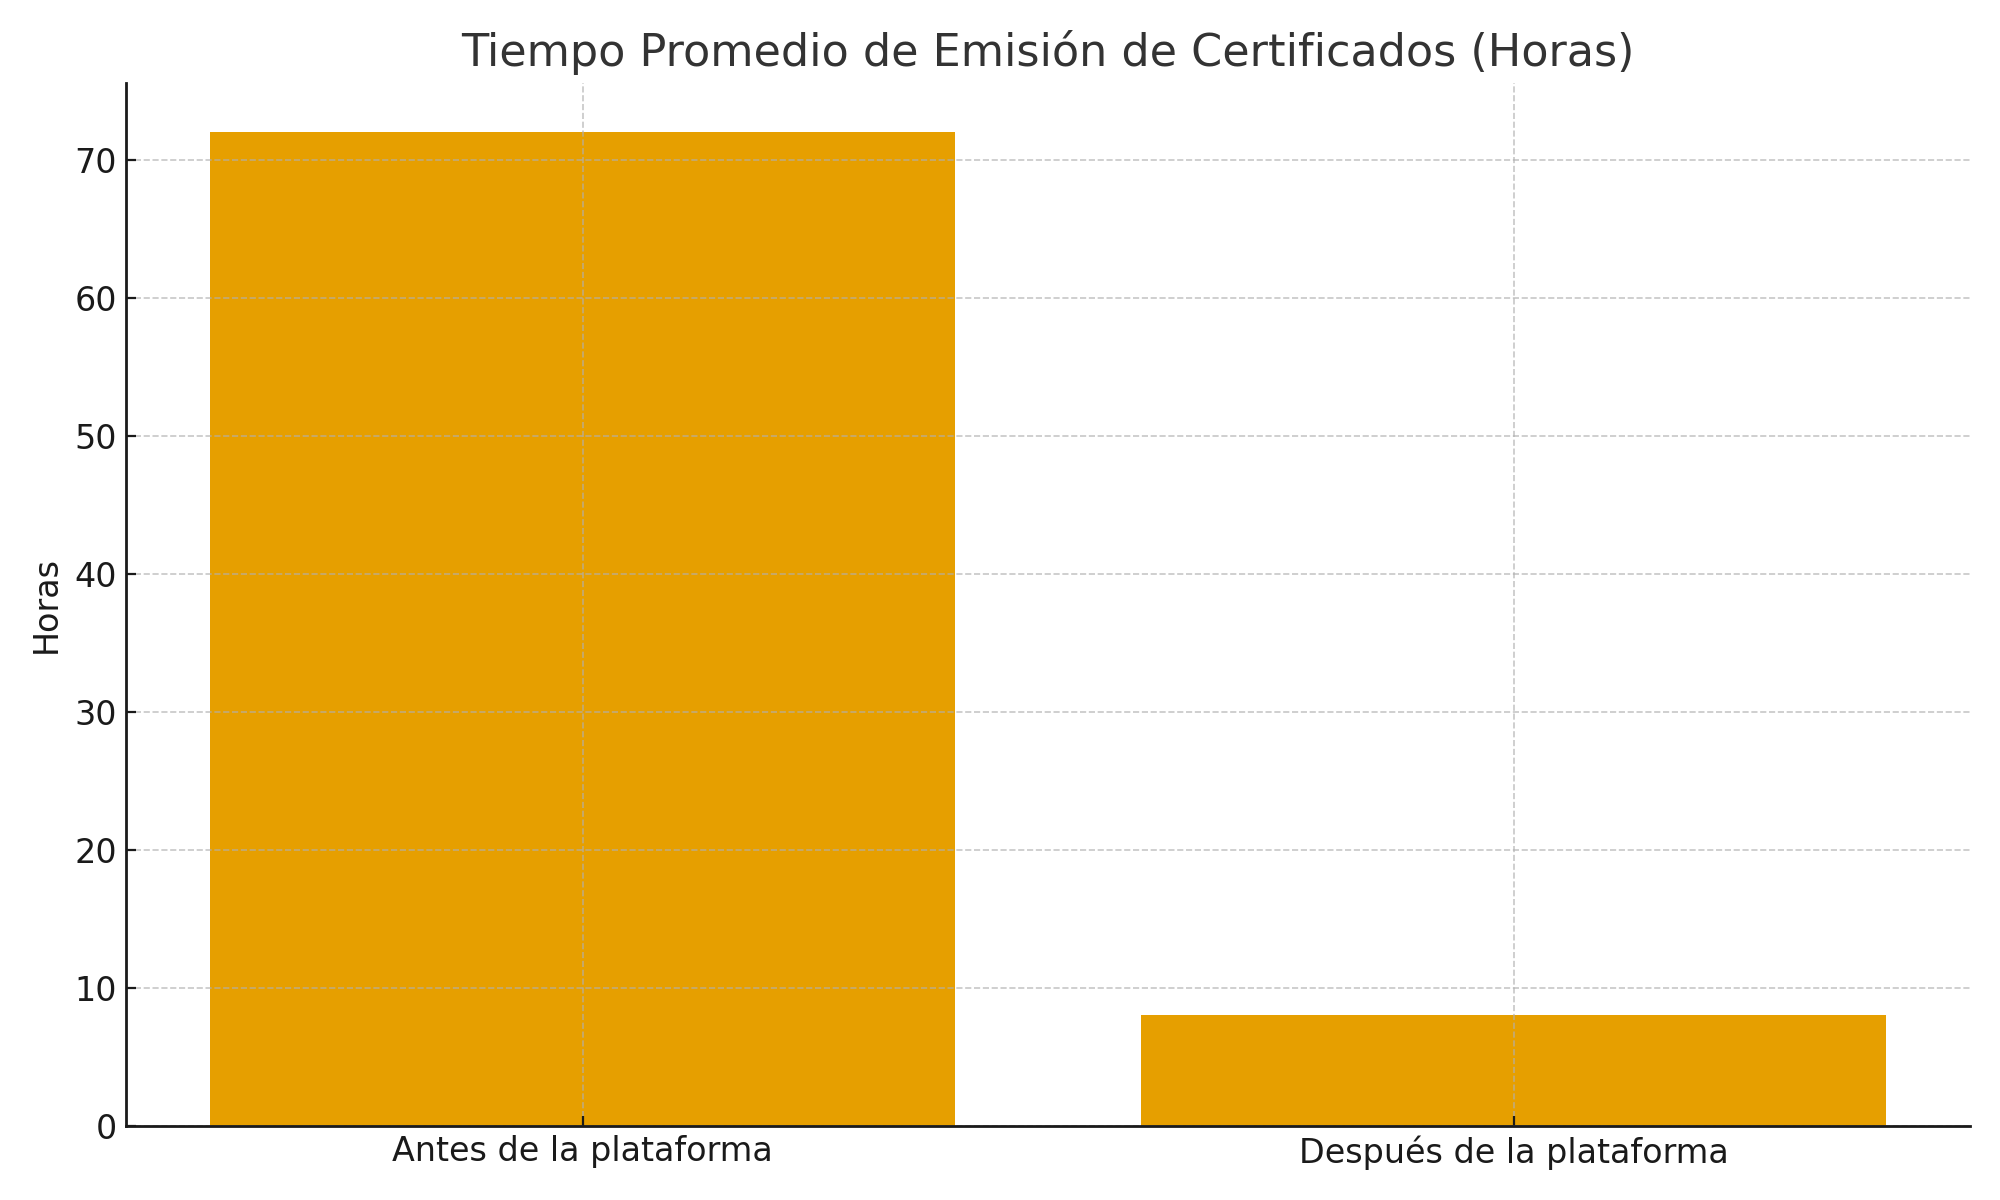 Tiempo Promedio de Emisión de Certificados (Horas)
70
60
50
40
30
20
10
0
Horas
Antes de la plataforma
Después de la plataforma